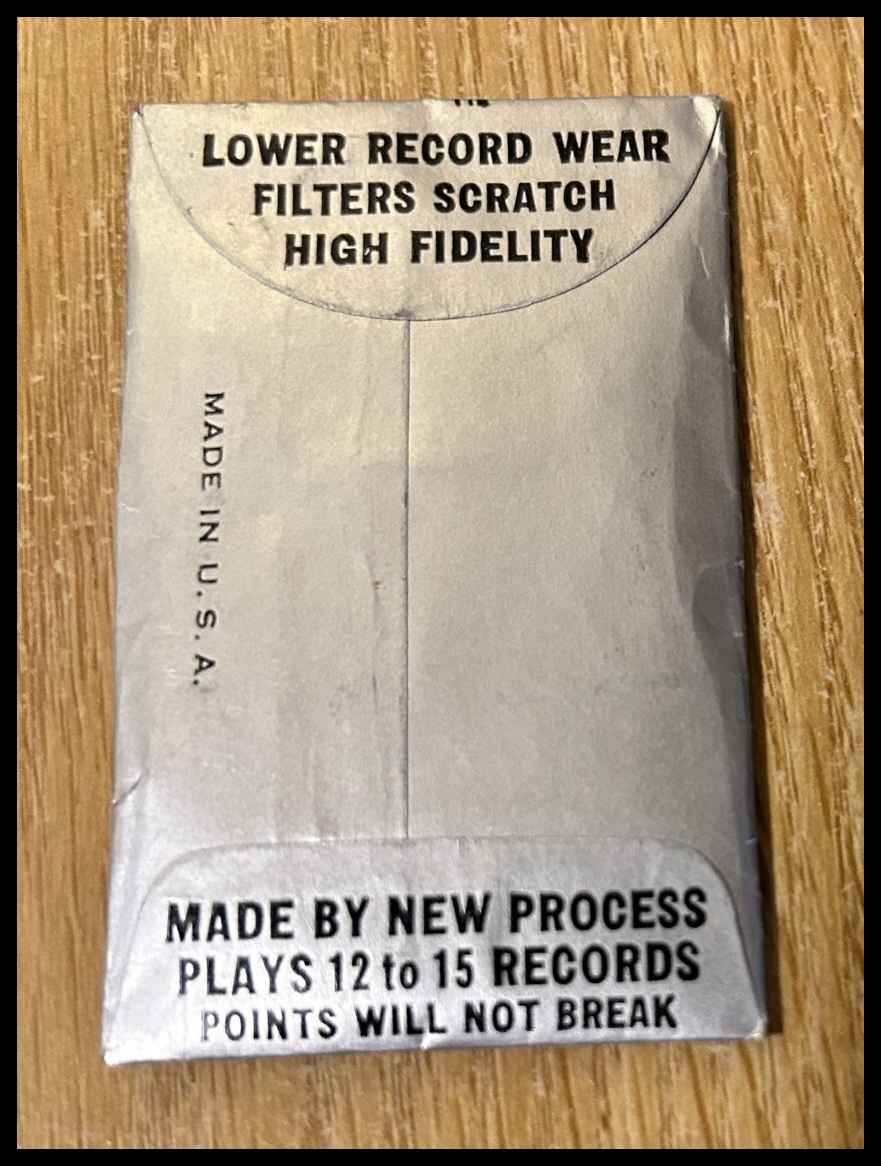 LOWER RECORD WEAR
FILTERS SCRATCH
HIGH FIDELITY
MADE IN U.S.A.
MADE BY NEW PROCESS
PLAYS 12 to 15 RECORDS
POINTS WILL NOT BREAK